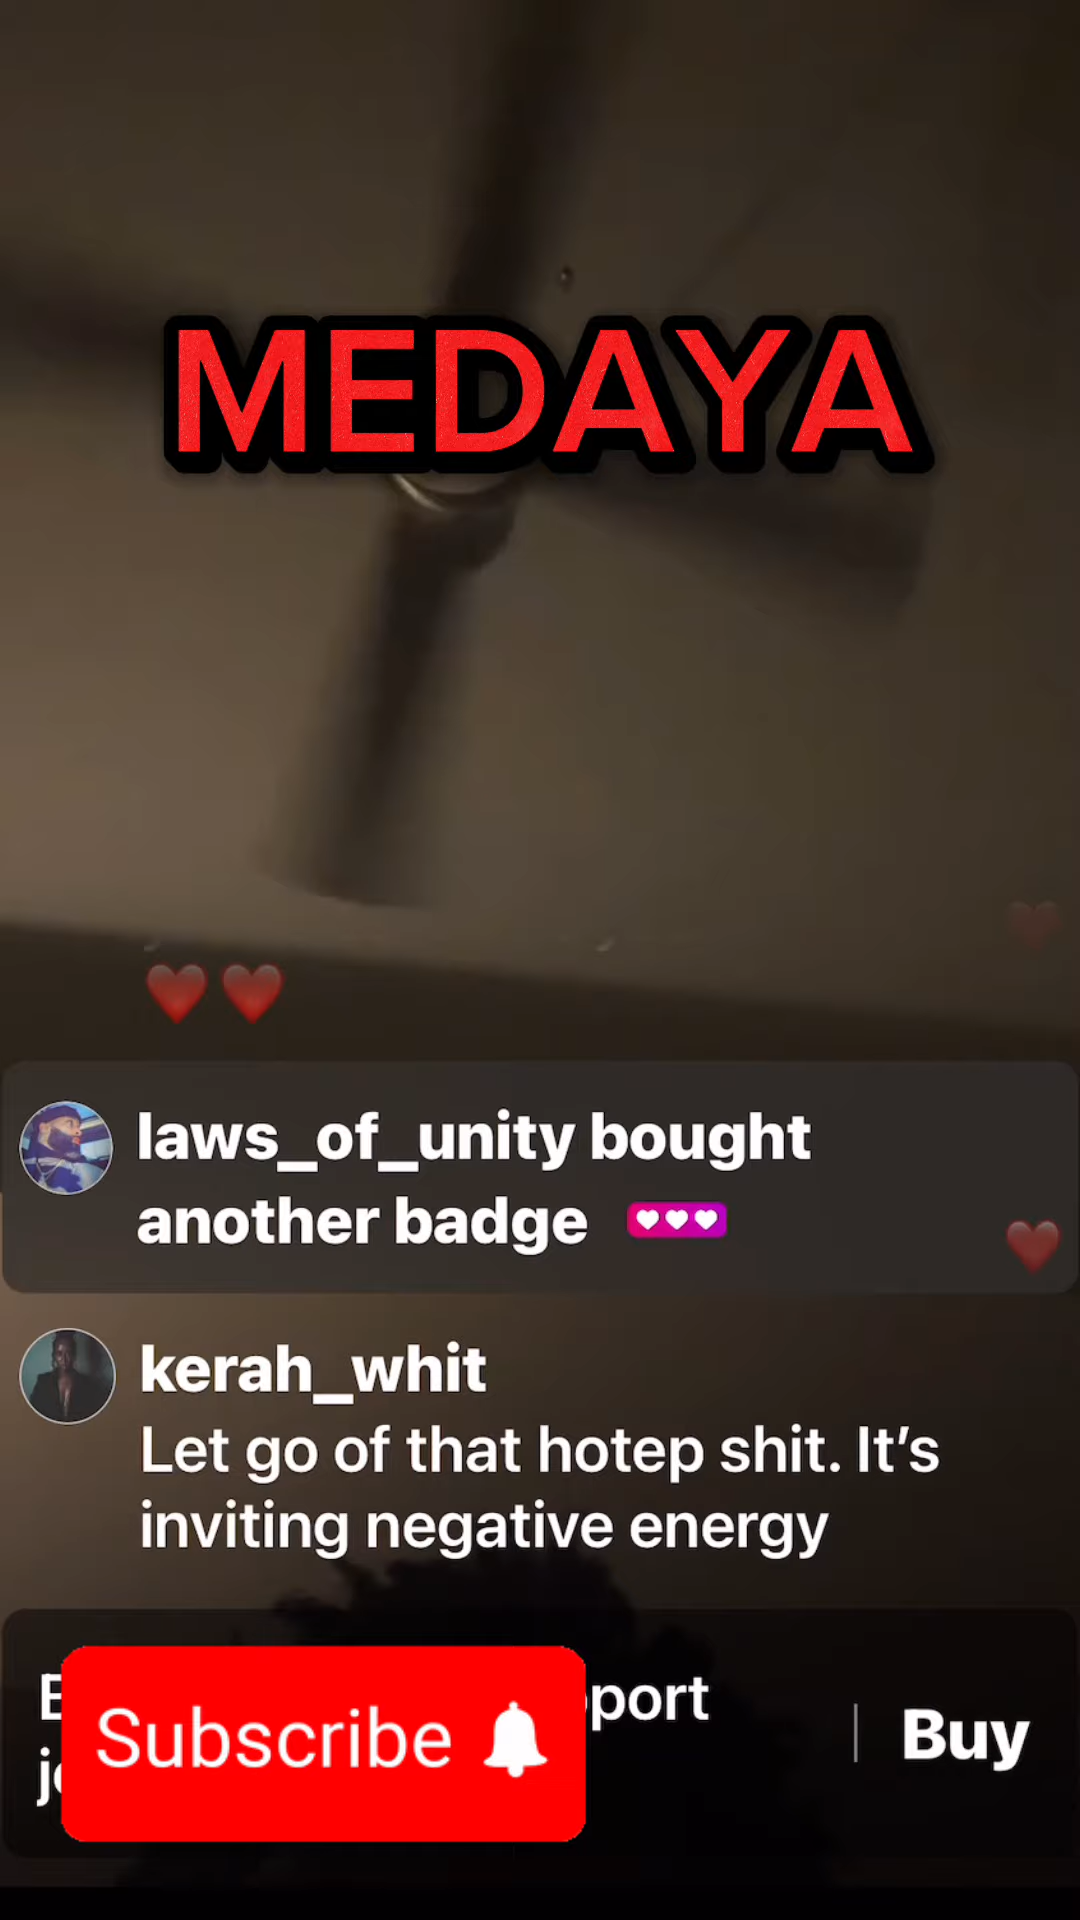 MEDAYA
❤️❤️
laws_of_unity bought
another badge
kerah_whit
Let go of that hotep shit. It's
inviting negative energy
Subscribe
Buy